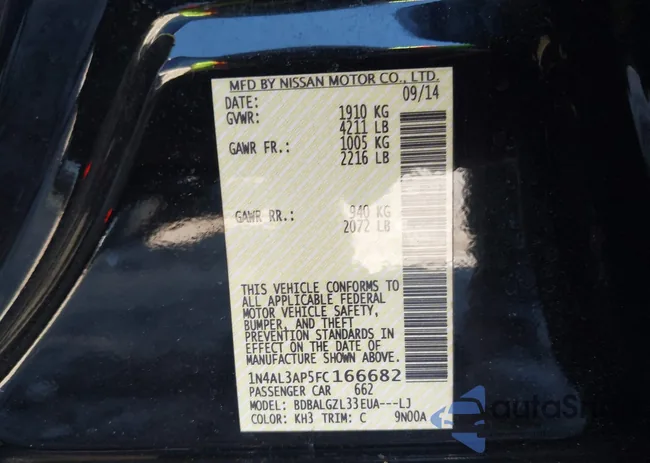 MFD BY NISSAN MOTOR CO., LTD.
DATE: 09/14
GVWR: 1910 KG
4211 LB
GAWR FR.: 1005 KG
2216 LB
GAWR RR.: 940 KG
2072 LB
THIS VEHICLE CONFORMS TO
ALL APPLICABLE FEDERAL
MOTOR VEHICLE SAFETY,
BUMPER, AND THEFT
PREVENTION STANDARDS IN
EFFECT ON THE DATE OF
MANUFACTURE SHOWN ABOVE.
1N4AL3AP5FC166682
PASSENGER CAR 662
MODEL: BDBALGZL33EUA---LJ
COLOR: KH3 TRIM: C 9N00A